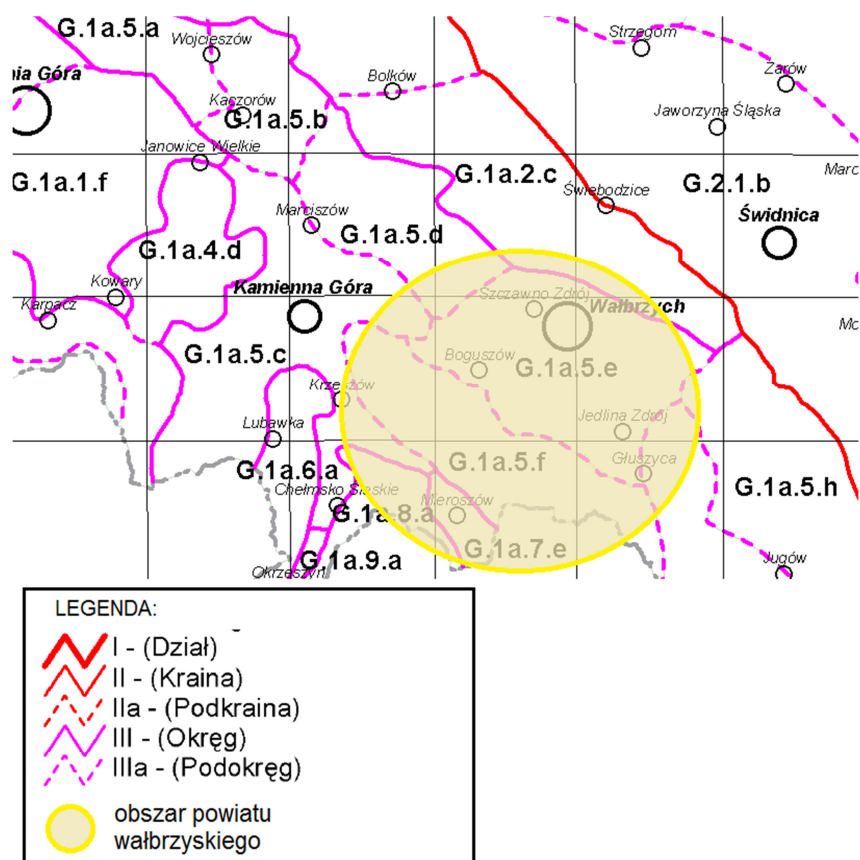 G.1a.5.a
Wojcieszów
Strzegom
nia Góra
Bolków
Żarów
Kaczorów
G.1a.5.b
Jaworzyna Śląska
Janowice Wielkie
G.1a.1.f
G.1a.2.c
G.2.1.b
Marc
Świebodzice
Marciszów
Świdnica
G.1a.5.d
G.1a.4.d
Kowary
Kamienna Góra
Szczawno Zdrój
Wałbrzych
Karpacz
Mo
G.1a.5.c
Boguszów
G.1a.5.e
Krzeszów
Lubawka
Jedlina Zdrój
G.1a.6.a
G.1a.5.f
Głuszyca
Chełmsko Śląskie
G.1a.5.h
G.1a.8.a
Mieroszów
G.1a.9.a
G.1a.7.e
Okrzeszyn
Jugów
LEGENDA:
I - (Dział)
II - (Kraina)
IIa - (Podkraina)
III - (Okręg)
IIIa - (Podokręg)
obszar powiatu
wałbrzyskiego